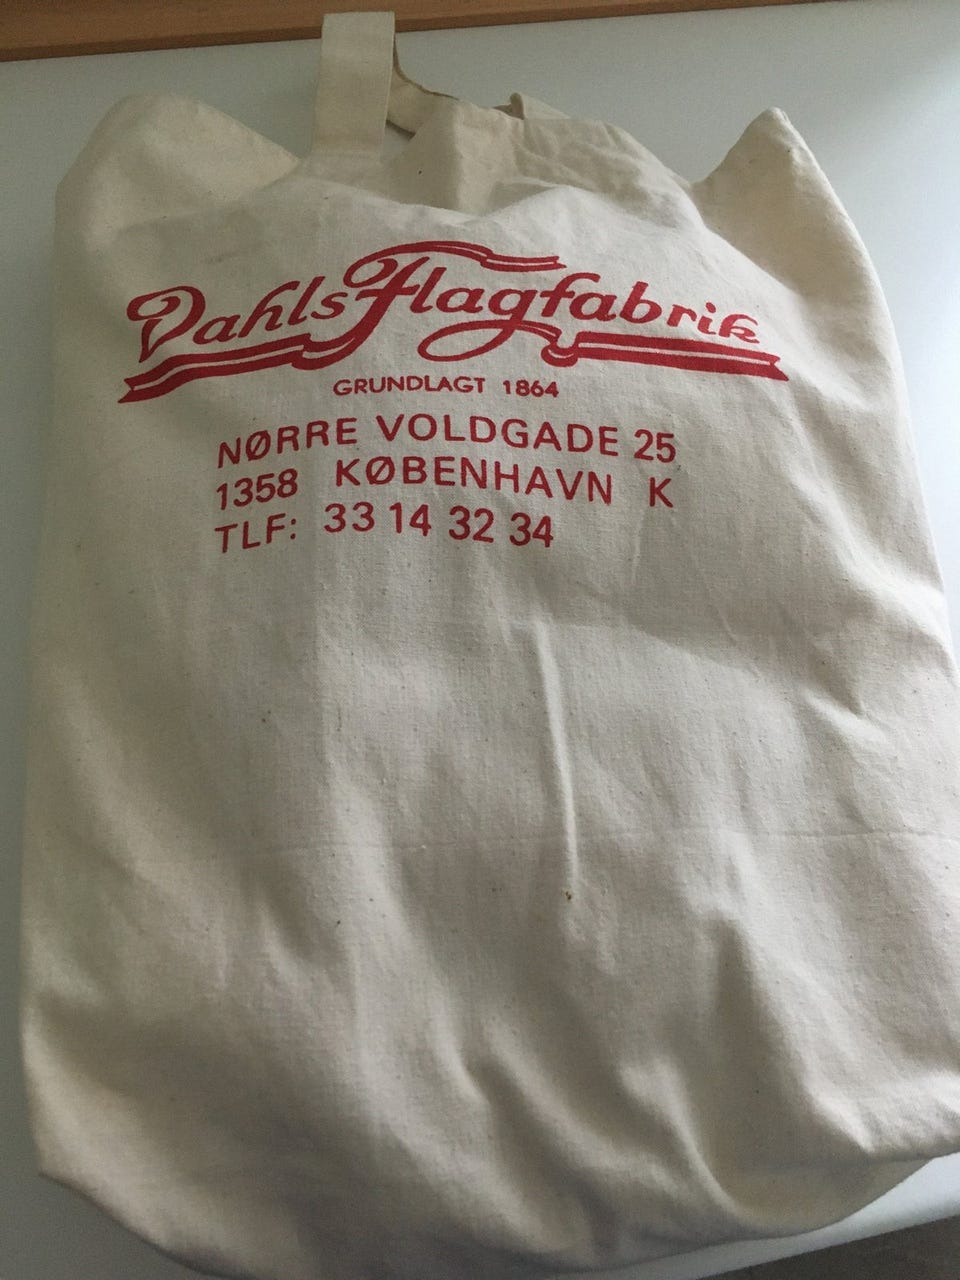 Dahls Flagfabrik
GRUNDLAGT 1864
NØRRE VOLDGADE 25
1358 KØBENHAVN K
TLF: 33 14 32 34